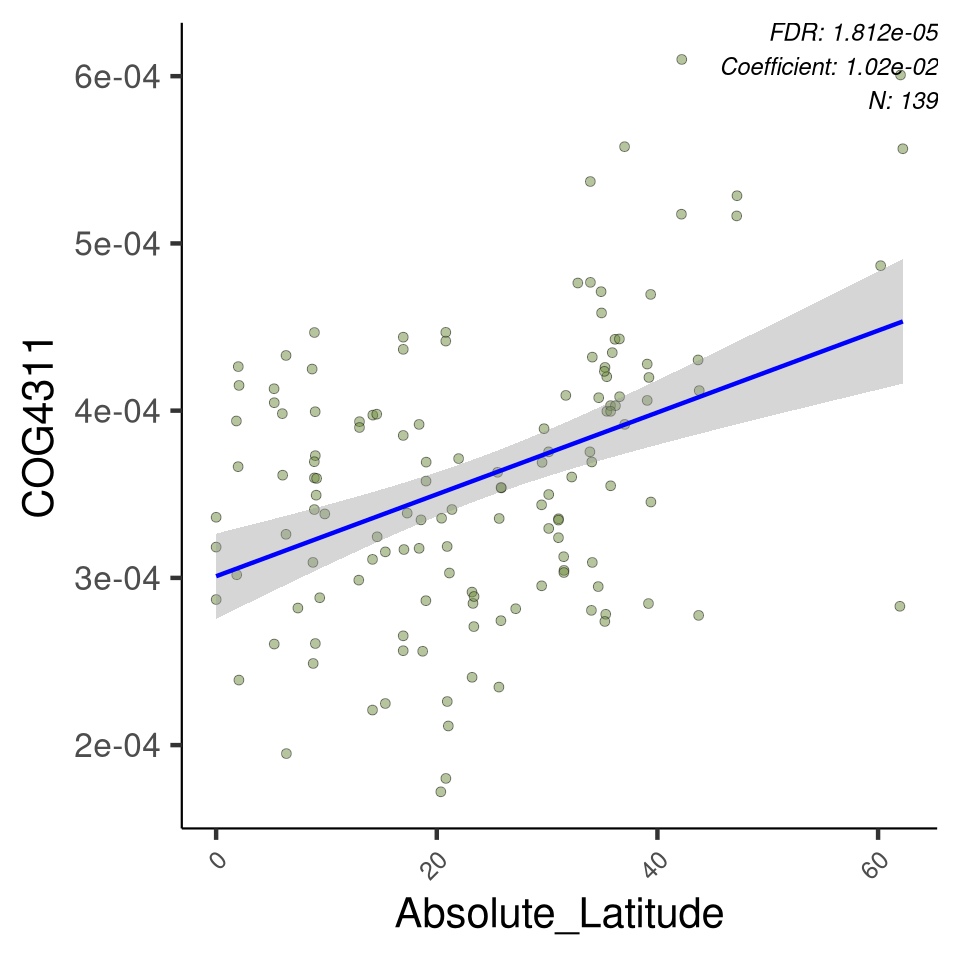 FDR: 1.812e-05
Coefficient: 1.02e-02
N: 139
6e-04
5e-04
4e-04
3e-04
2e-04
COG4311
0
20
40
60
Absolute_Latitude